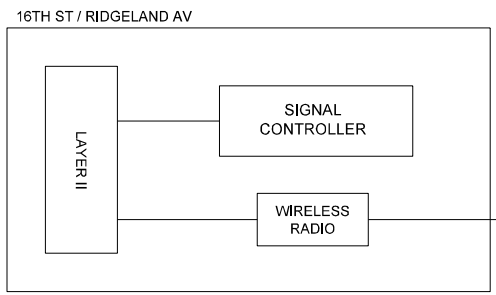 16TH ST / RIDGELAND AV
LAYER II
SIGNAL
CONTROLLER
WIRELESS
RADIO